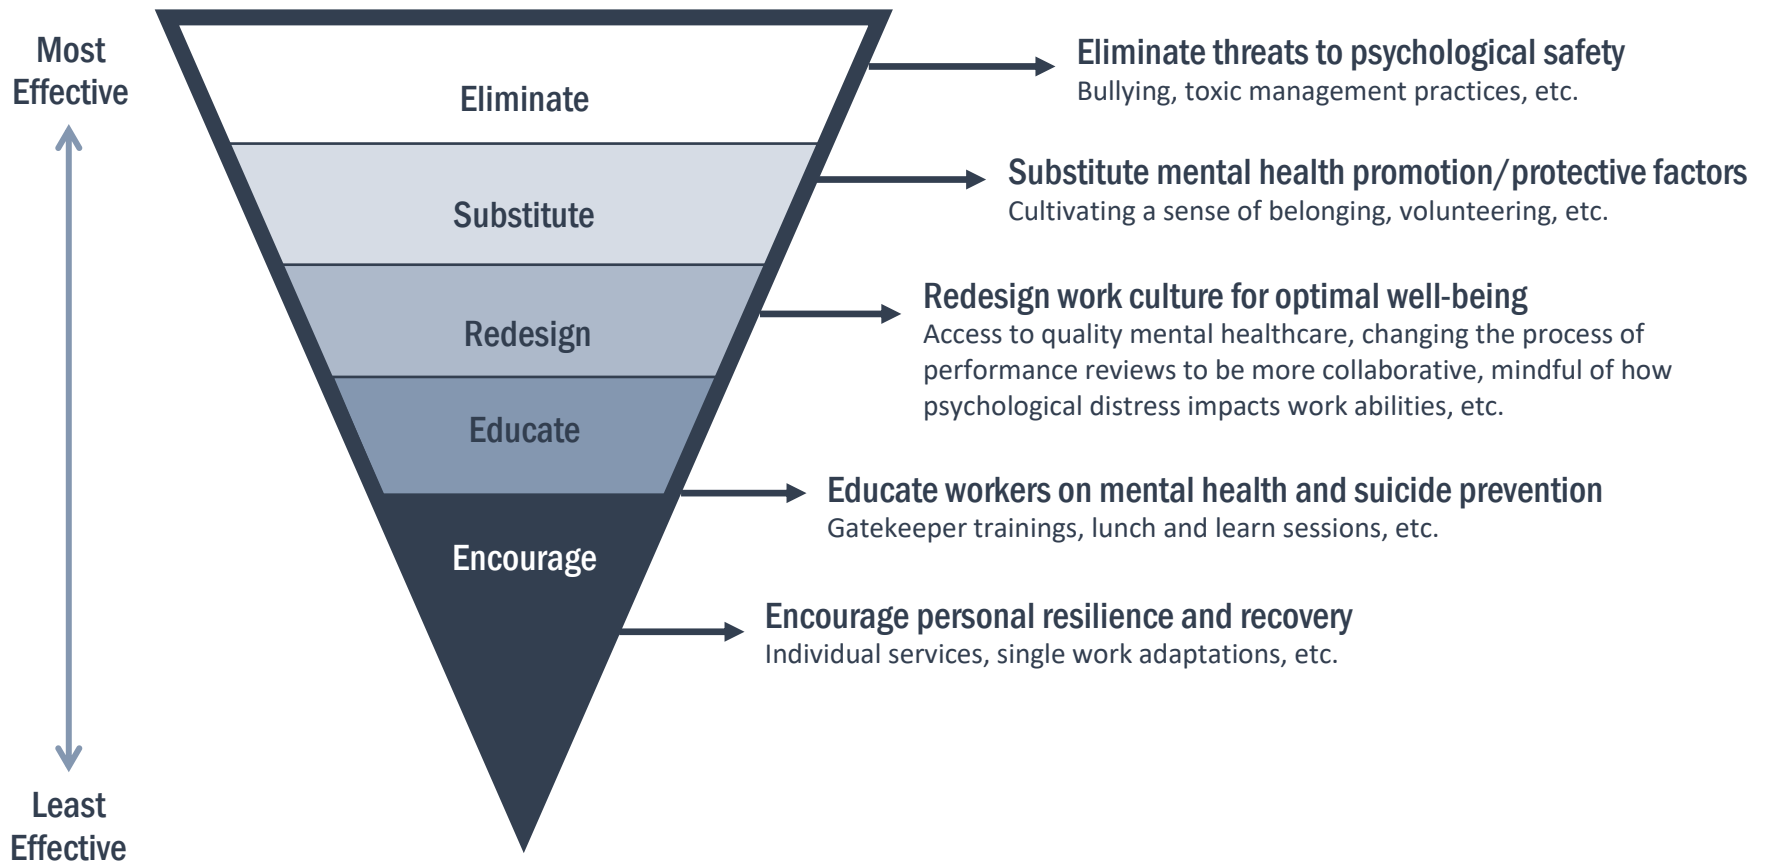 Most
Effective
Least
Effective
Eliminate
Substitute
Redesign
Educate
Encourage
Eliminate threats to psychological safety
Bullying, toxic management practices, etc.
Substitute mental health promotion/protective factors
Cultivating a sense of belonging, volunteering, etc.
Redesign work culture for optimal well-being
Access to quality mental healthcare, changing the process of
performance reviews to be more collaborative, mindful of how
psychological distress impacts work abilities, etc.
Educate workers on mental health and suicide prevention
Gatekeeper trainings, lunch and learn sessions, etc.
Encourage personal resilience and recovery
Individual services, single work adaptations, etc.